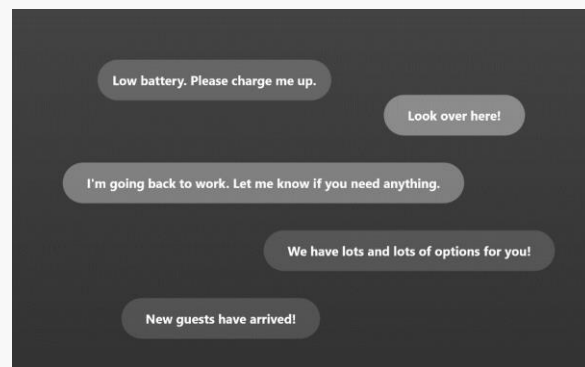 Low battery. Please charge me up.
Look over here!
I'm going back to work. Let me know if you need anything.
We have lots and lots of options for you!
New guests have arrived!